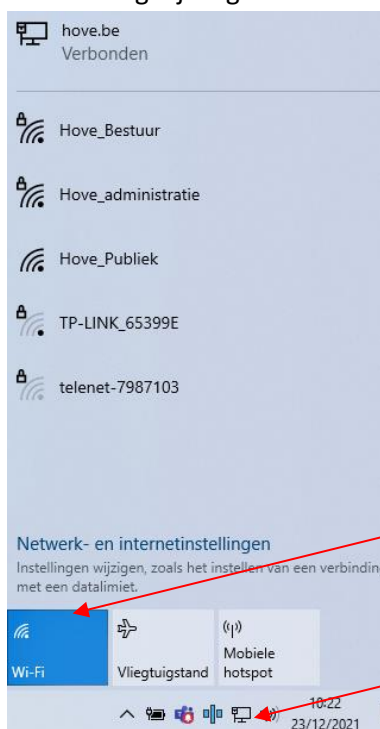 hove.be
Verbonden
Hove_Bestuur
Hove_administratie
Hove_Publiek
TP-LINK_65399E
telenet-7987103
Netwerk- en internetinstellingen
Instellingen wijzigen, zoals het instellen van een
met een datalimiet.
Wi-Fi
Vliegtuigstand
Mobiele
hotspot
10:22
23/12/2021